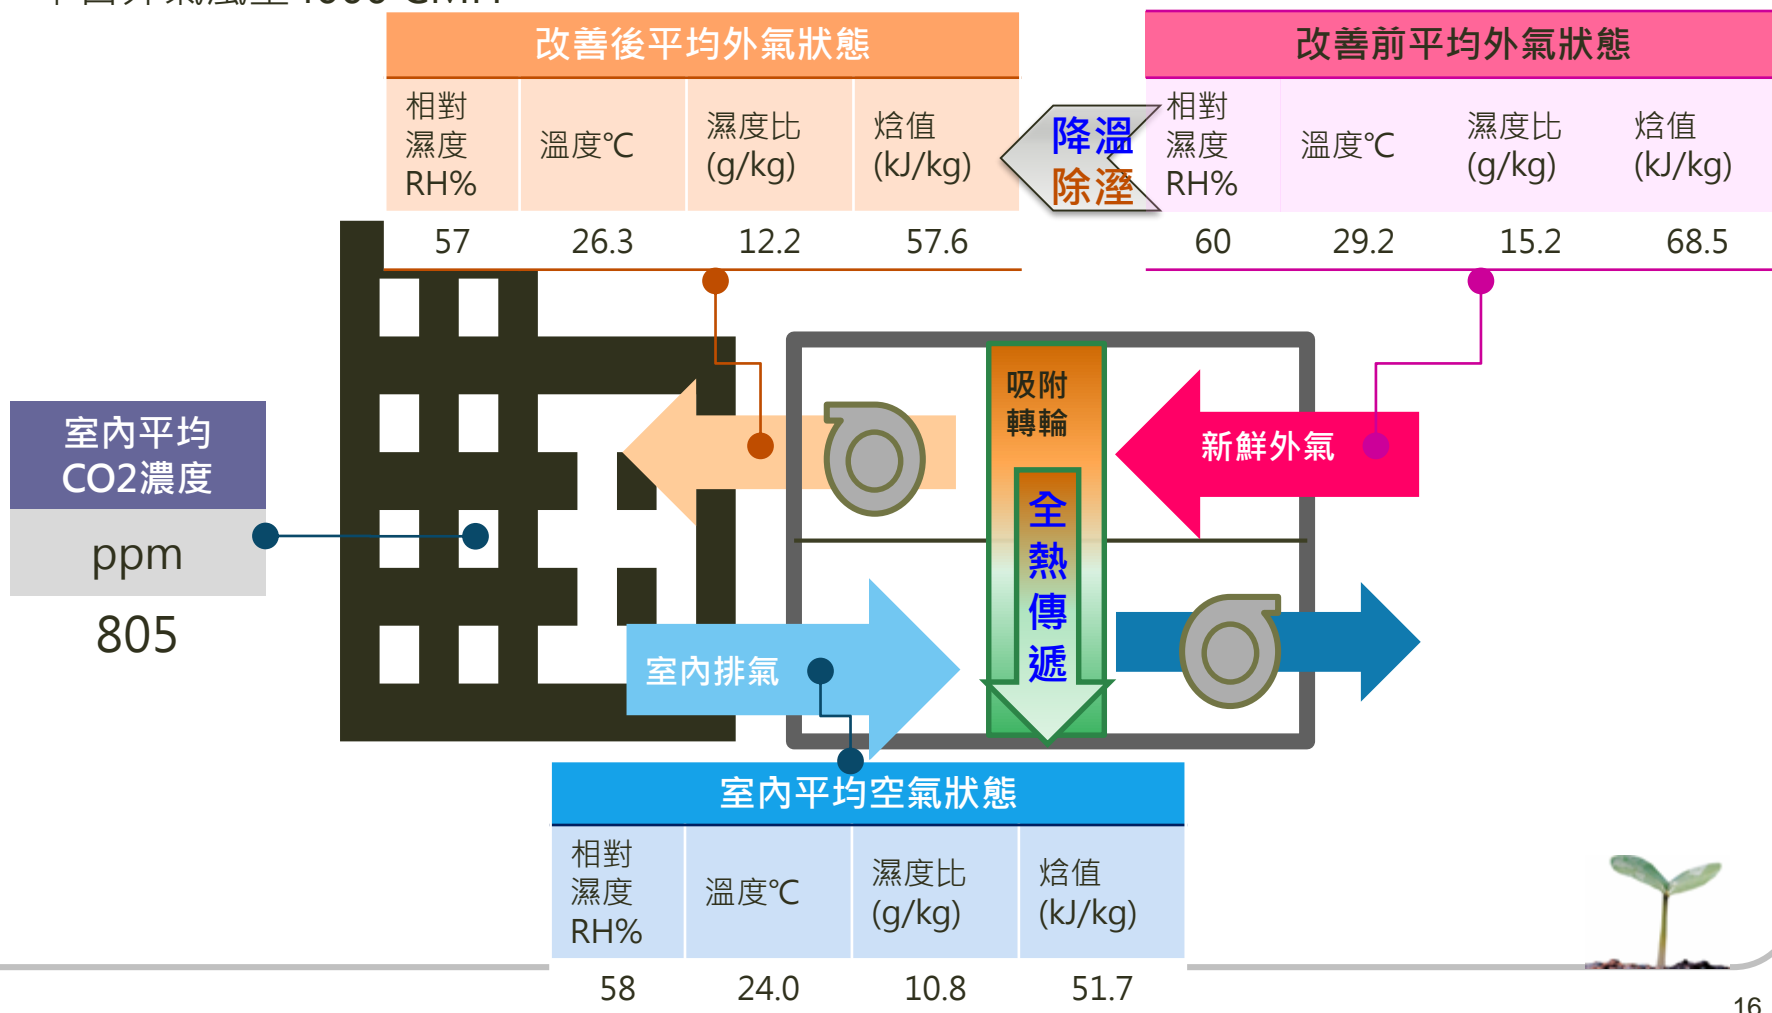 4000 CMH
改善後平均外氣狀態
相對
濕度
RH%
溫度℃
濕度比
(g/kg)
焓值
(kJ/kg)
57
26.3
12.2
57.6
降溫
除溼
改善前平均外氣狀態
相對
濕度
RH%
溫度℃
濕度比
(g/kg)
焓值
(kJ/kg)
60
29.2
15.2
68.5
室內平均
CO2濃度
ppm
805
吸附
轉輪
全
熱
傳
遞
新鮮外氣
室內排氣
室內平均空氣狀態
相對
濕度
RH%
溫度℃
濕度比
(g/kg)
焓值
(kJ/kg)
58
24.0
10.8
51.7
16